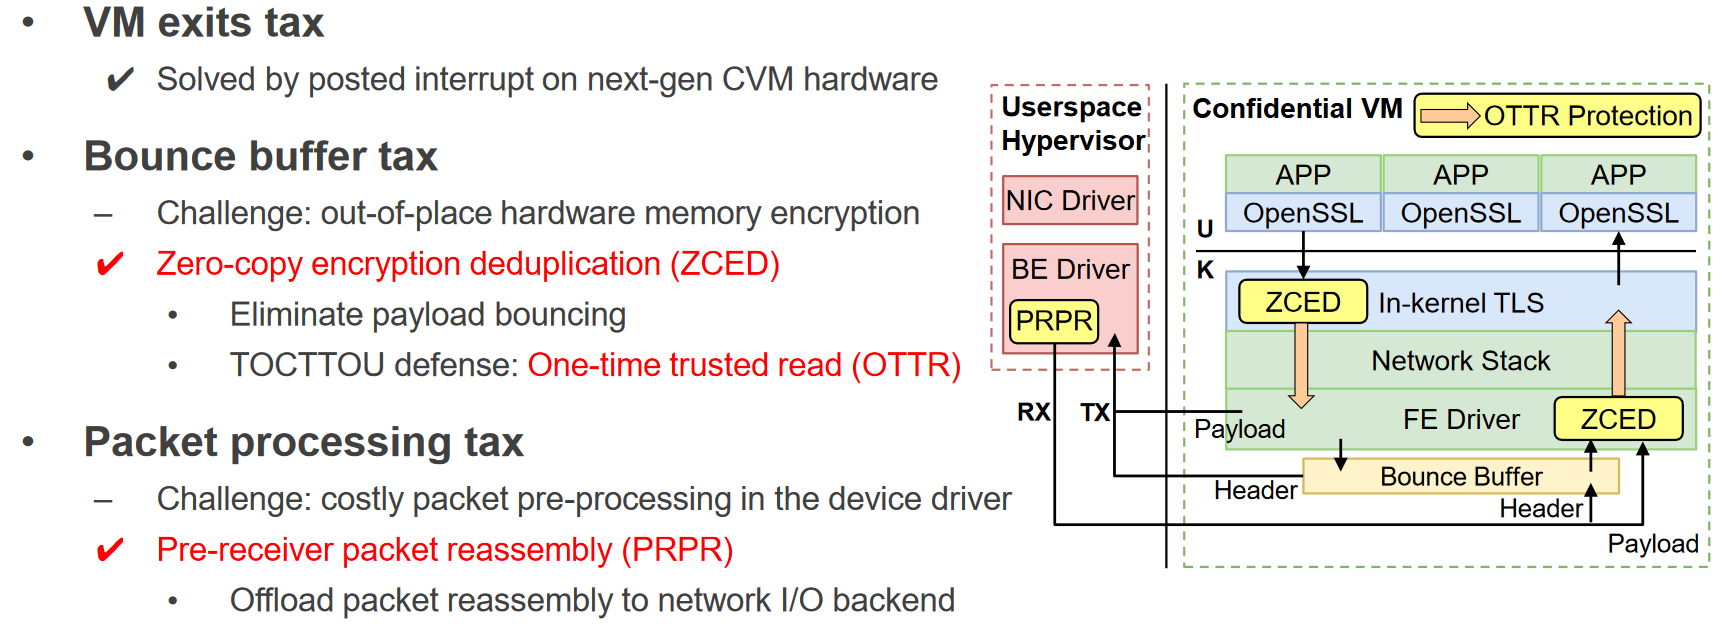 • VM exits tax
✔ Solved by posted interrupt on next-gen CVM hardware
• Bounce buffer tax
– Challenge: out-of-place hardware memory encryption
✔ Zero-copy encryption deduplication (ZCED)
• Eliminate payload bouncing
• TOCTTOU defense: One-time trusted read (OTTR)
• Packet processing tax
– Challenge: costly packet pre-processing in the device driver
✔ Pre-receiver packet reassembly (PRPR)
• Offload packet reassembly to network I/O backend
Userspace
Hypervisor
NIC Driver
BE Driver
PRPR
RX
TX
Confidential VM
OTTR Protection
APP
APP
APP
OpenSSL
OpenSSL
OpenSSL
U
K
ZCED
In-kernel TLS
Network Stack
FE Driver
ZCED
Payload
Bounce Buffer
Header
Header
Payload